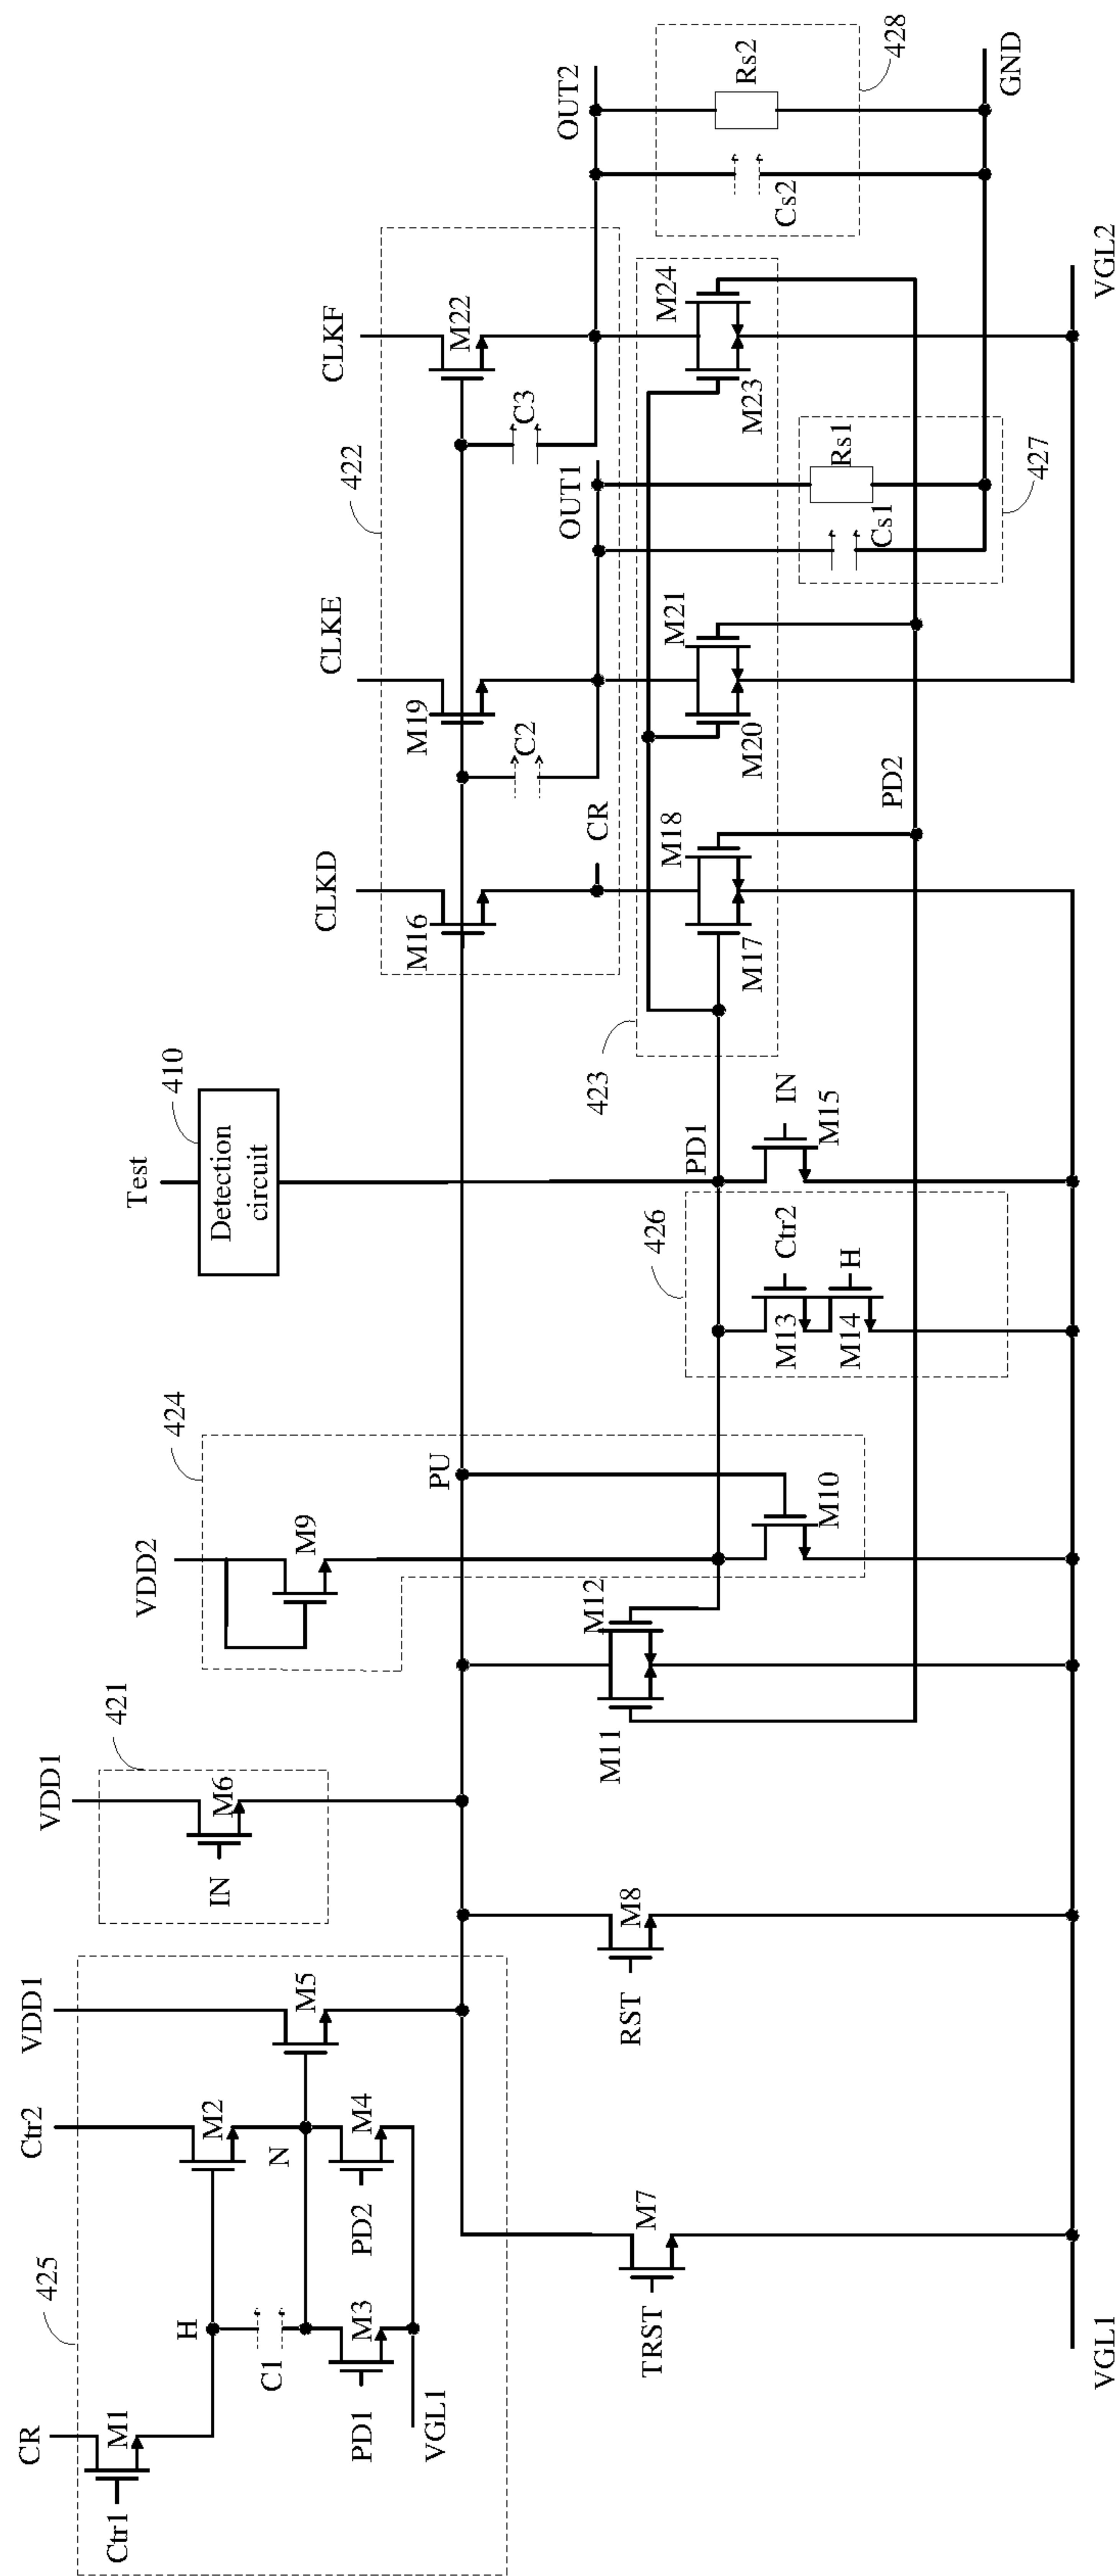 425
Ctr1
CR
M1
H
C1
PD1
M3
VGL1
Ctr2
M2
N
PD2
M4
VDD1
M5
TRST
M7
VGL1
RST
M8
421
VDD1
IN
M6
424
VDD2
M9
M11
M12
PU
M10
426
M13
Ctr2
M14
H
Test
410
Detection
circuit
PD1
IN
M15
422
CLKD
M16
CR
CLKE
M19
C2
OUT1
CLKF
M22
C3
OUT2
423
M17
M18
M20
M21
M23
M24
PD2
Cs1
Rs1
427
Cs2
Rs2
428
GND
VGL2